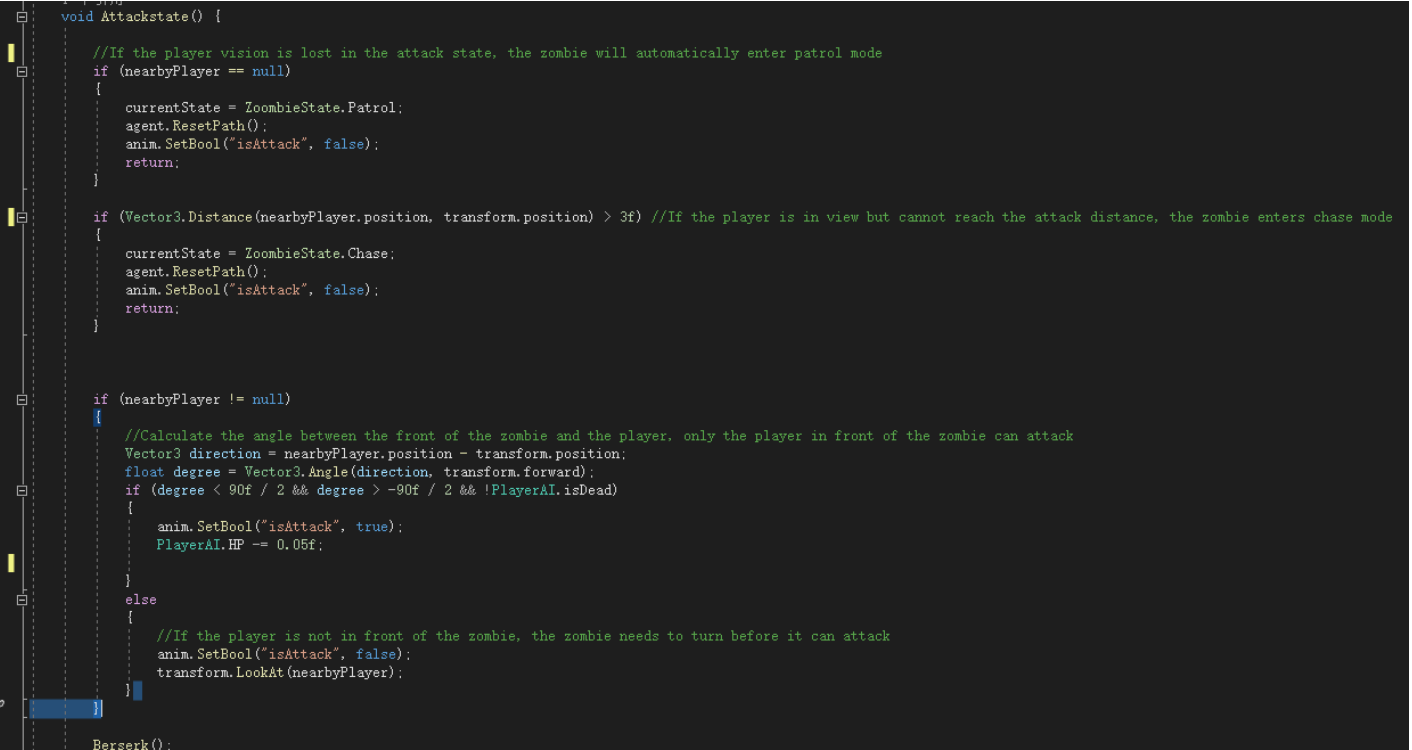 void Attackstate() {
//If the player vision is lost in the attack state, the zombie will automatically enter patrol mode
if (nearbyPlayer == null)
{
currentState = ZoombieState.Patrol;
agent.ResetPath();
anim.SetBool("isAttack", false);
return;
}
if (Vector3.Distance(nearbyPlayer.position, transform.position) > 3f) //If the player is in view but cannot reach the attack distance, the zombie enters chase mode
{
currentState = ZoombieState.Chase;
agent.ResetPath();
anim.SetBool("isAttack", false);
return;
}
if (nearbyPlayer != null)
{
//Calculate the angle between the front of the zombie and the player, only the player in front of the zombie can attack
Vector3 direction = nearbyPlayer.position - transform.position;
float degree = Vector3.Angle(direction, transform.forward);
if (degree < 90f / 2 && degree > -90f / 2 && !PlayerAI.isDead)
{
anim.SetBool("isAttack", true);
PlayerAI.HP -= 0.05f;
}
else
{
//If the player is not in front of the zombie, the zombie needs to turn before it can attack
anim.SetBool("isAttack", false);
transform.LookAt(nearbyPlayer);
}
}
Berserk();